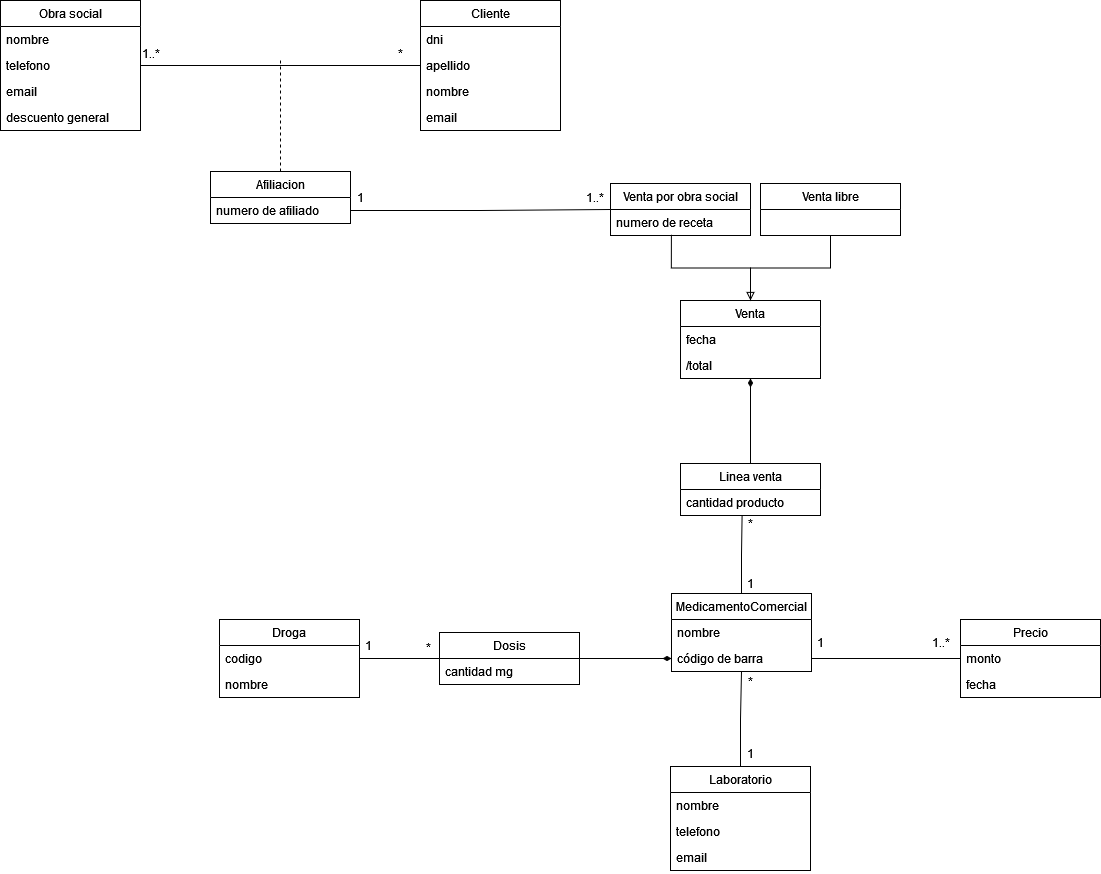 Obra social
nombre
telefono
email
descuento general
1..*
*
Cliente
dni
apellido
nombre
email
Afiliacion
numero de afiliado
1
1..*
Venta por obra social
numero de receta
Venta libre
Venta
fecha
/total
Linea venta
cantidad producto
*
1
MedicamentoComercial
nombre
código de barra
Droga
codigo
nombre
1
*
Dosis
cantidad mg
1
1..*
Precio
monto
fecha
*
1
Laboratorio
nombre
telefono
email